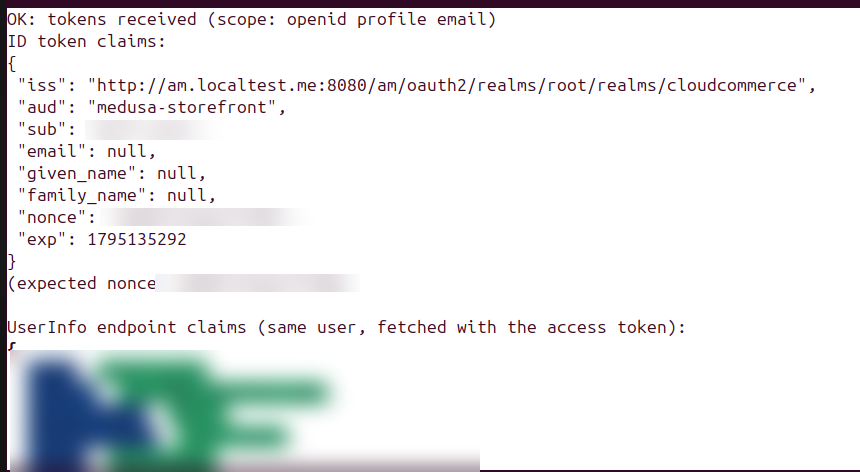 OK: tokens received (scope: openid profile email)
ID token claims:
{
"iss": "http://am.localtest.me:8080/am/oauth2/realms/root/realms/cloudcommerce",
"aud": "medusa-storefront",
"sub":
"email": null,
"given_name": null,
"family_name": null,
"nonce":
"exp": 1795135292
}
(expected nonce
UserInfo endpoint claims (same user, fetched with the access token):
{